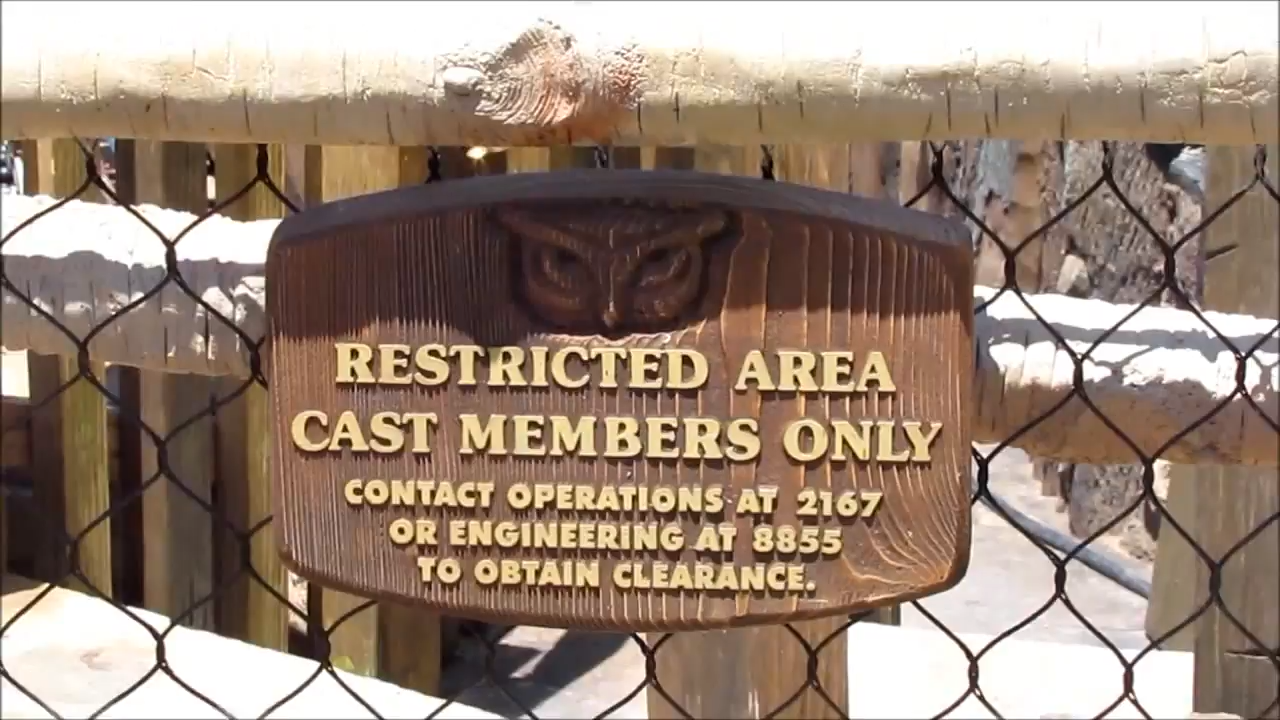 RESTRICTED AREA
CAST MEMBERS ONLY
CONTACT OPERATIONS AT 2167
OR ENGINEERING AT 8855
TO OBTAIN CLEARANCE.